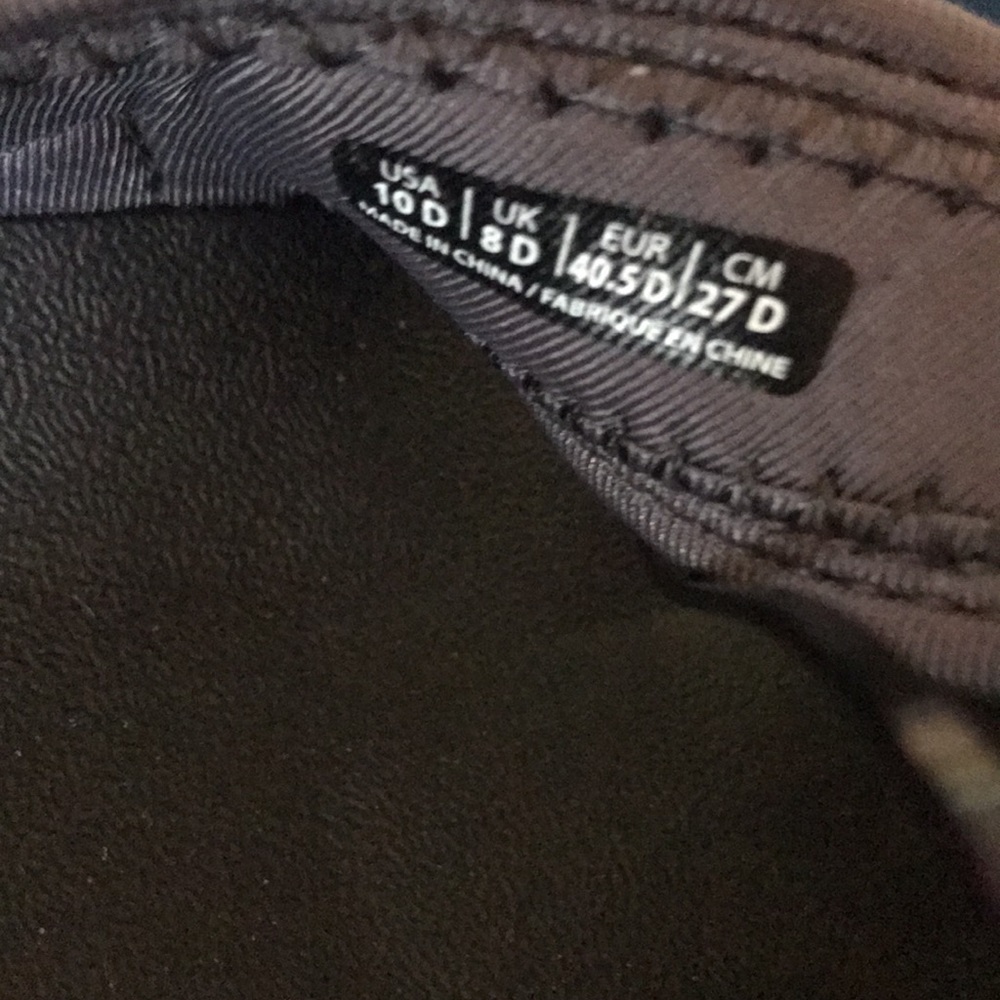 USA | UK | EUR | CM
10 D | 8 D | 40.5 D | 27 D
MADE IN CHINA / FABRIQUE EN CHINE